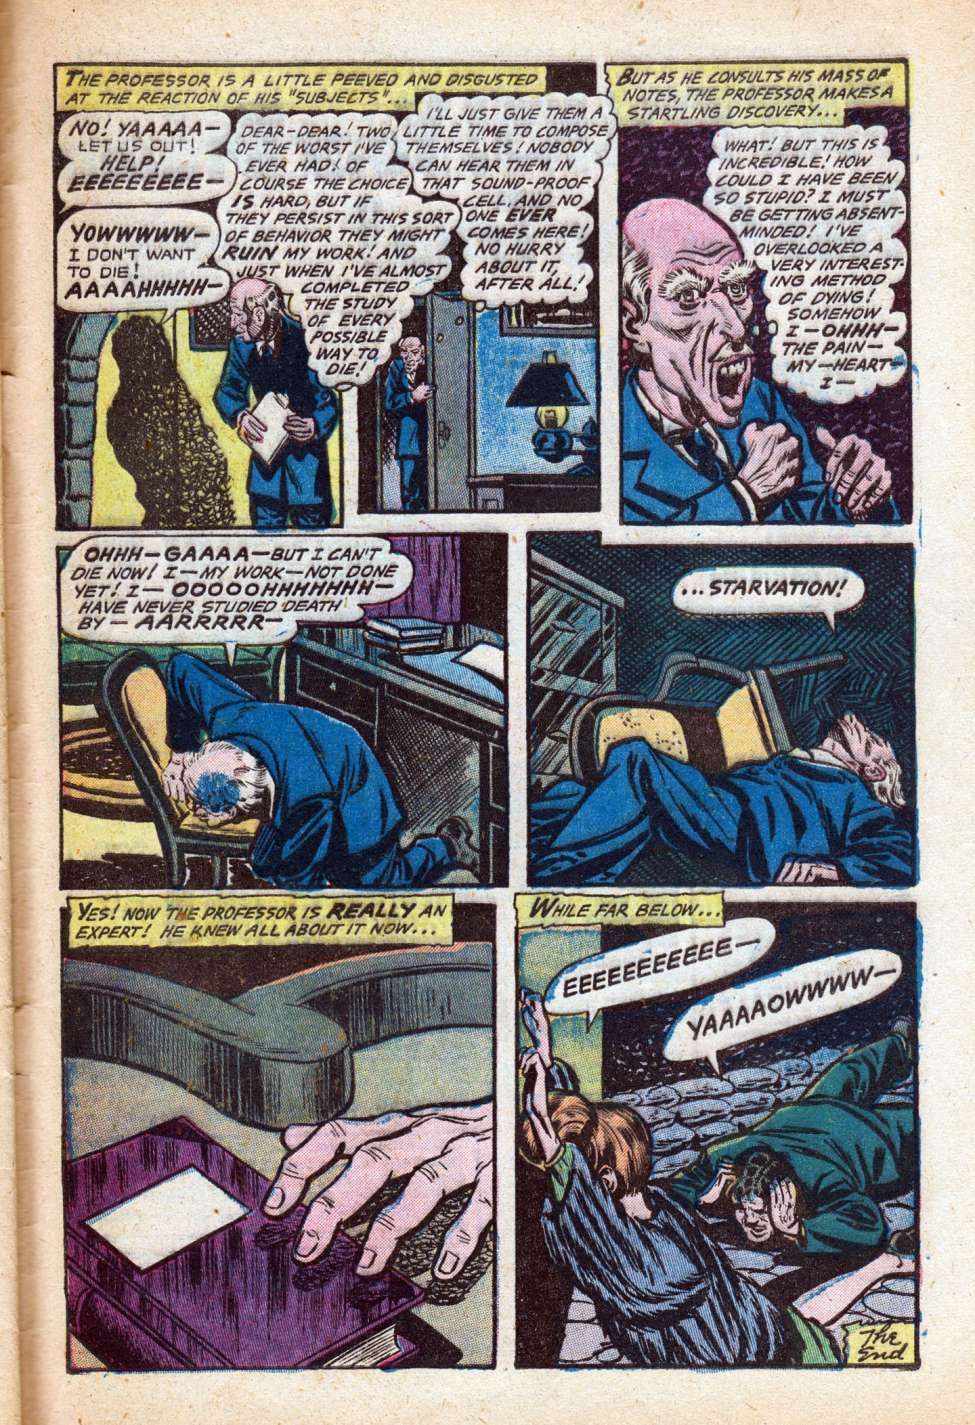 THE PROFESSOR IS A LITTLE PEEVED AND DISGUSTED
AT THE REACTION OF HIS "SUBJECTS"...
NO! YAAAAA—
LET US OUT!
HELP!
EEEEEEEEE—
YOWWWWW—
I DON'T WANT
TO DIE!
AAAAHHHHH—
DEAR-DEAR! TWO
OF THE WORST I'VE
EVER HAD! OF
COURSE THE CHOICE
IS HARD, BUT IF
THEY PERSIST IN THIS SORT
OF BEHAVIOR THEY MIGHT
RUIN MY WORK! AND
JUST WHEN I'VE ALMOST
COMPLETED
THE STUDY
OF EVERY
POSSIBLE
WAY TO
DIE!
I'LL JUST GIVE THEM A
LITTLE TIME TO COMPOSE
THEMSELVES! NOBODY
CAN HEAR THEM IN
THAT SOUND-PROOF
CELL, AND NO
ONE EVER
COMES HERE!
NO HURRY
ABOUT IT,
AFTER ALL!
BUT AS HE CONSULTS HIS MASS OF
NOTES, THE PROFESSOR MAKES A
STARTLING DISCOVERY...
WHAT! BUT THIS IS
INCREDIBLE! HOW
COULD I HAVE BEEN
SO STUPID? I MUST
BE GETTING ABSENT-
MINDED! I'VE
OVERLOOKED A
VERY INTEREST-
ING METHOD
OF DYING!
SOMEHOW
I—OHHH—
THE PAIN—
MY—HEART—
I—
OHHH—GAAAA—BUT I CAN'T
DIE NOW! I—MY WORK—NOT DONE
YET! I—OOOOOHHHHHHH—
HAVE NEVER STUDIED DEATH
BY—AARRRRR—
...STARVATION!
YES! NOW THE PROFESSOR IS REALLY AN
EXPERT! HE KNEW ALL ABOUT IT NOW...
WHILE FAR BELOW...
EEEEEEEEEEE—
YAAAAOWWWW—
The
End